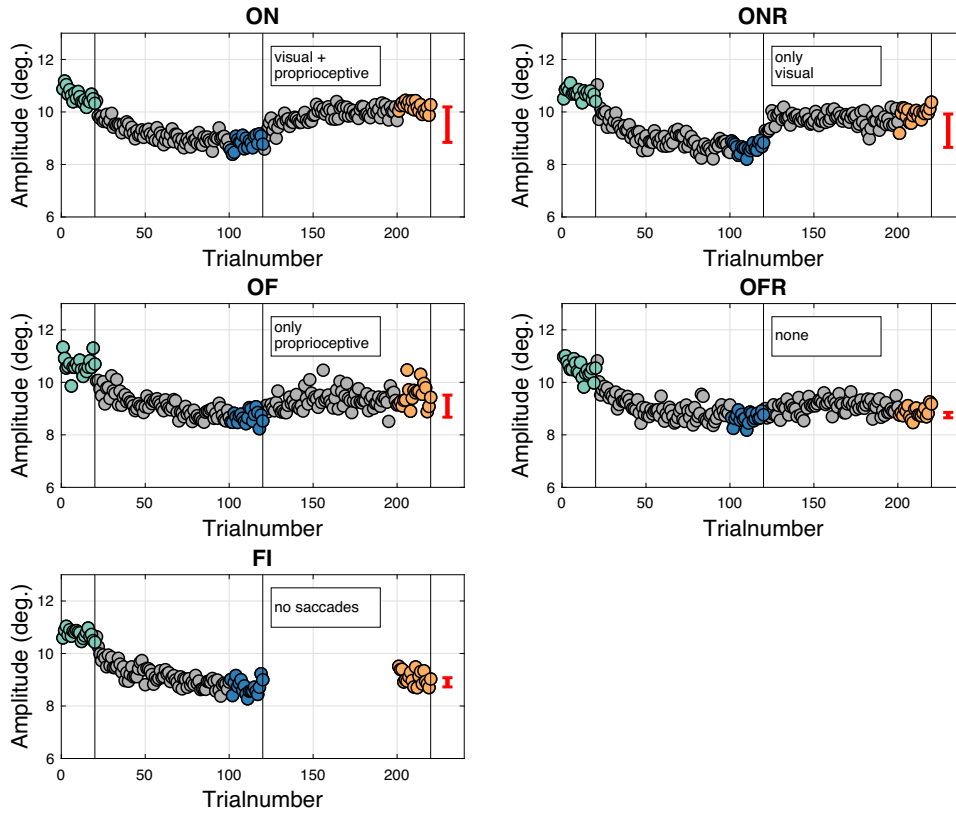 ON
Amplitude (deg.)
12
10
8
6
visual +
proprioceptive
0
50
100
150
200
Trialnumber
ONR
Amplitude (deg.)
12
10
8
6
only
visual
0
50
100
150
200
Trialnumber
OF
Amplitude (deg.)
12
10
8
6
only
proprioceptive
0
50
100
150
200
Trialnumber
OFR
Amplitude (deg.)
12
10
8
6
none
0
50
100
150
200
Trialnumber
FI
Amplitude (deg.)
12
10
8
6
no saccades
0
50
100
150
200
Trialnumber